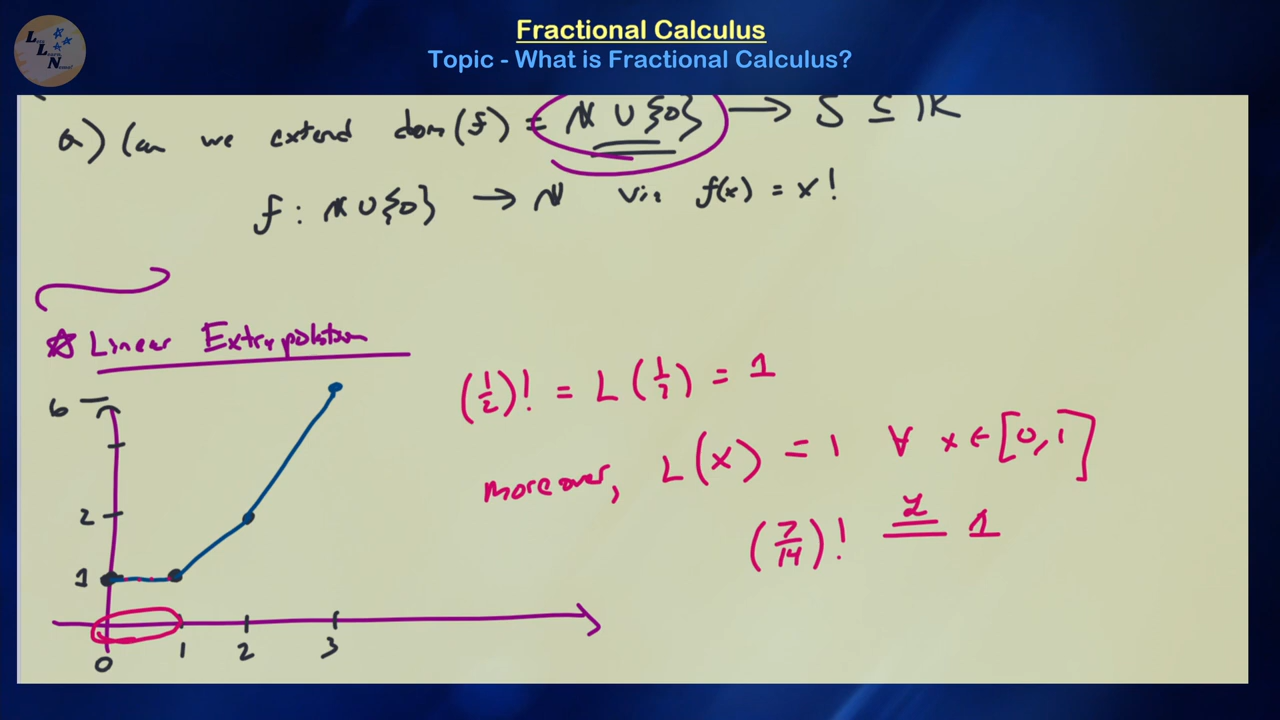 Fractional Calculus
Topic - What is Fractional Calculus?
a) Can we extend dom(f) = ℕ ∪ {0} → S ⊆ ℝ
f : ℕ ∪ {0} → ℕ via f(x) = x!
☆ Linear Extrapolation
(1/2)! = L(1/2) = 1
moreover, L(x) = 1 ∀ x ∈ [0,1]
(7/14)! = 1
6
2
1
0 1 2 3